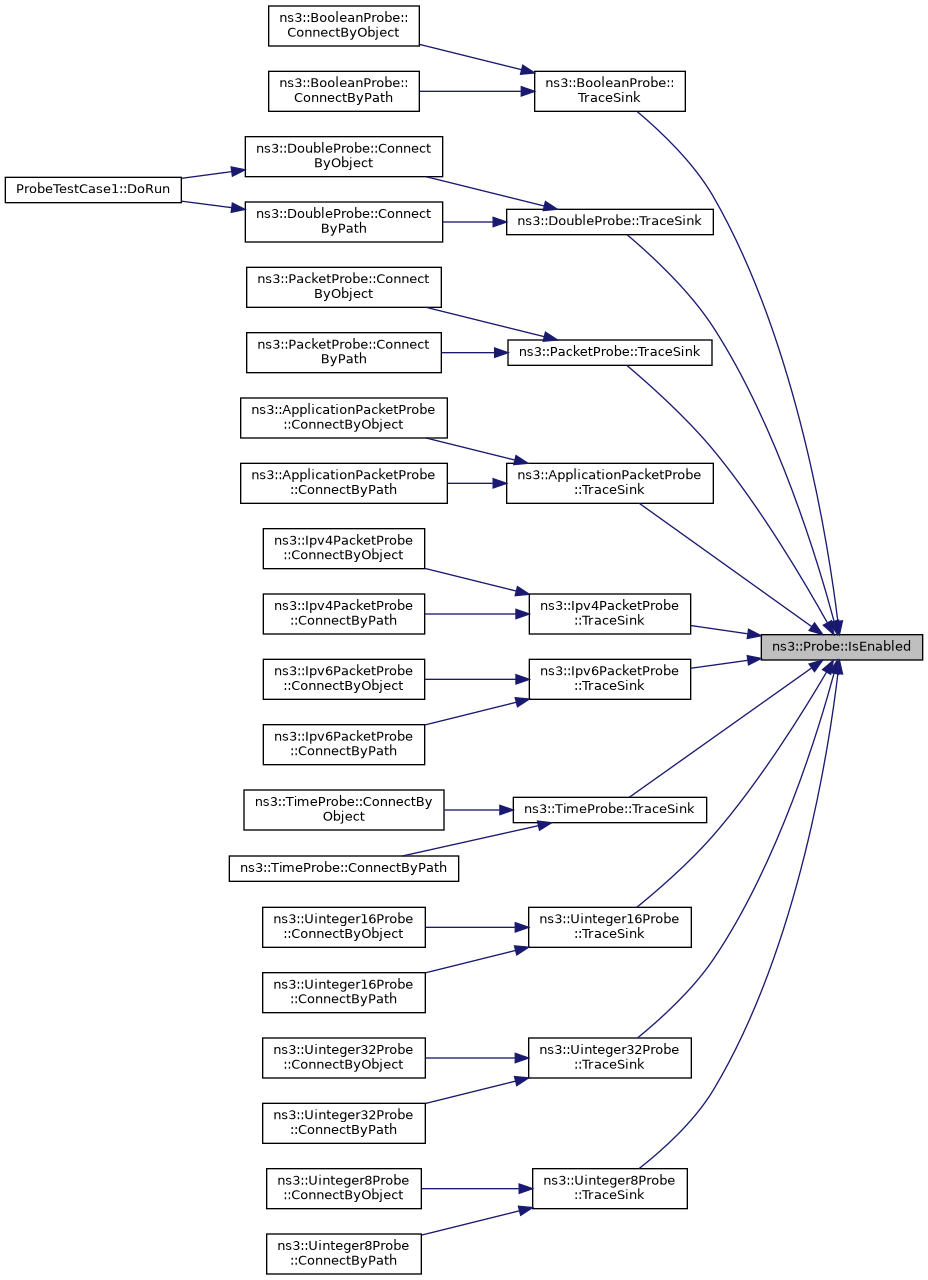 ns3::BooleanProbe::
ConnectByObject
ns3::BooleanProbe::
ConnectByPath
ns3::BooleanProbe::
TraceSink
ns3::DoubleProbe::Connect
ByObject
ProbeTestCase1::DoRun
ns3::DoubleProbe::Connect
ByPath
ns3::DoubleProbe::TraceSink
ns3::PacketProbe::Connect
ByObject
ns3::PacketProbe::Connect
ByPath
ns3::PacketProbe::TraceSink
ns3::ApplicationPacketProbe
::ConnectByObject
ns3::ApplicationPacketProbe
::ConnectByPath
ns3::ApplicationPacketProbe
::TraceSink
ns3::Ipv4PacketProbe
::ConnectByObject
ns3::Ipv4PacketProbe
::ConnectByPath
ns3::Ipv4PacketProbe
::TraceSink
ns3::Probe::IsEnabled
ns3::Ipv6PacketProbe
::ConnectByObject
ns3::Ipv6PacketProbe
::TraceSink
ns3::Ipv6PacketProbe
::ConnectByPath
ns3::TimeProbe::ConnectBy
Object
ns3::TimeProbe::TraceSink
ns3::TimeProbe::ConnectByPath
ns3::Uinteger16Probe
::ConnectByObject
ns3::Uinteger16Probe
::TraceSink
ns3::Uinteger16Probe
::ConnectByPath
ns3::Uinteger32Probe
::ConnectByObject
ns3::Uinteger32Probe
::TraceSink
ns3::Uinteger32Probe
::ConnectByPath
ns3::Uinteger8Probe
::ConnectByObject
ns3::Uinteger8Probe
::TraceSink
ns3::Uinteger8Probe
::ConnectByPath